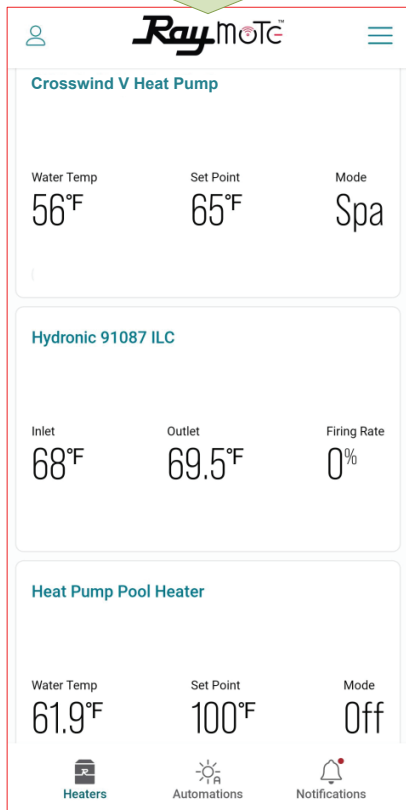 RaymoTe™
Crosswind V Heat Pump
Water Temp Set Point Mode
56°F 65°F Spa
Hydronic 91087 ILC
Inlet Outlet Firing Rate
68°F 69.5°F 0%
Heat Pump Pool Heater
Water Temp Set Point Mode
61.9°F 100°F Off
R A
Heaters Automations Notifications